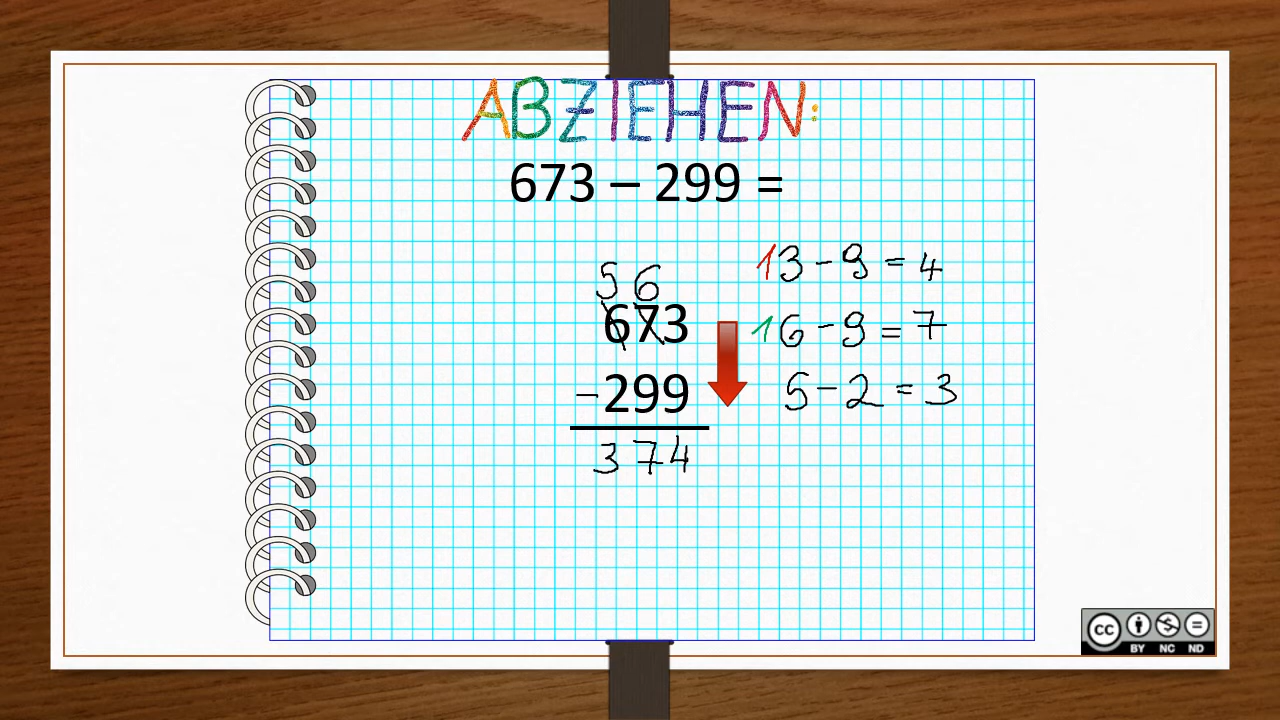 ABZIEHEN:
673 – 299 =
5 6
673
–299
374
13 - 9 = 4
16 - 9 = 7
5 - 2 = 3
CC BY NC ND